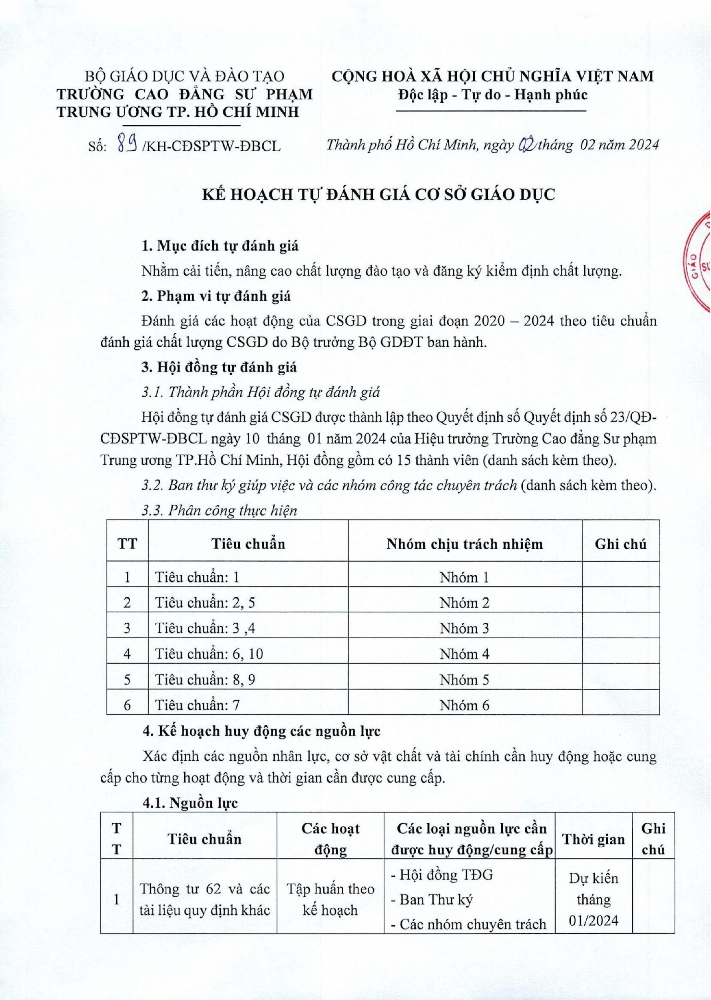 BỘ GIÁO DỤC VÀ ĐÀO TẠO
TRƯỜNG CAO ĐẲNG SƯ PHẠM
TRUNG ƯƠNG TP. HỒ CHÍ MINH
CỘNG HOÀ XÃ HỘI CHỦ NGHĨA VIỆT NAM
Độc lập - Tự do - Hạnh phúc
Số: 89 /KH-CĐSPTW-ĐBCL
Thành phố Hồ Chí Minh, ngày 02 tháng 02 năm 2024
KẾ HOẠCH TỰ ĐÁNH GIÁ CƠ SỞ GIÁO DỤC
1. Mục đích tự đánh giá
Nhằm cải tiến, nâng cao chất lượng đào tạo và đăng ký kiểm định chất lượng.
GIÁO
2. Phạm vi tự đánh giá
Đánh giá các hoạt động của CSGD trong giai đoạn 2020 – 2024 theo tiêu chuẩn
đánh giá chất lượng CSGD do Bộ trưởng Bộ GDĐT ban hành.
3. Hội đồng tự đánh giá
3.1. Thành phần Hội đồng tự đánh giá
Hội đồng tự đánh giá CSGD được thành lập theo Quyết định số Quyết định số 23/QĐ-
CĐSPTW-ĐBCL ngày 10 tháng 01 năm 2024 của Hiệu trưởng Trường Cao đẳng Sư phạm
Trung ương TP.Hồ Chí Minh, Hội đồng gồm có 15 thành viên (danh sách kèm theo).
3.2. Ban thư ký giúp việc và các nhóm công tác chuyên trách (danh sách kèm theo).
3.3. Phân công thực hiện
TT Tiêu chuẩn Nhóm chịu trách nhiệm Ghi chú
1 Tiêu chuẩn: 1 Nhóm 1
2 Tiêu chuẩn: 2, 5 Nhóm 2
3 Tiêu chuẩn: 3 ,4 Nhóm 3
4 Tiêu chuẩn: 6, 10 Nhóm 4
5 Tiêu chuẩn: 8, 9 Nhóm 5
6 Tiêu chuẩn: 7 Nhóm 6
4. Kế hoạch huy động các nguồn lực
Xác định các nguồn nhân lực, cơ sở vật chất và tài chính cần huy động hoặc cung
cấp cho từng hoạt động và thời gian cần được cung cấp.
4.1. Nguồn lực
T
T
Tiêu chuẩn
Các hoạt
động
Các loại nguồn lực cần
được huy động/cung cấp
Thời gian
Ghi
chú
1
Thông tư 62 và các
tài liệu quy định khác
Tập huấn theo
kế hoạch
- Hội đồng TĐG
- Ban Thư ký
- Các nhóm chuyên trách
Dự kiến
tháng
01/2024